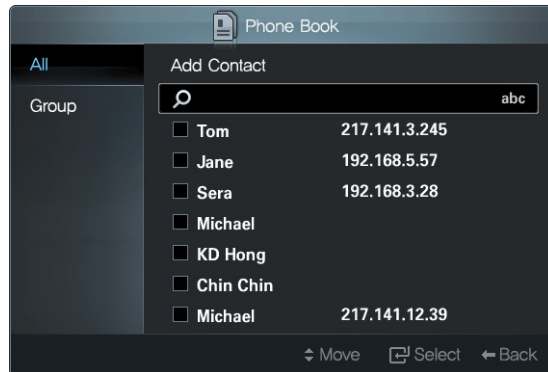 Phone Book
All
Add Contact
Group
abc
Tom 217.141.3.245
Jane 192.168.5.57
Sera 192.168.3.28
Michael
KD Hong
Chin Chin
Michael 217.141.12.39
Move Select Back